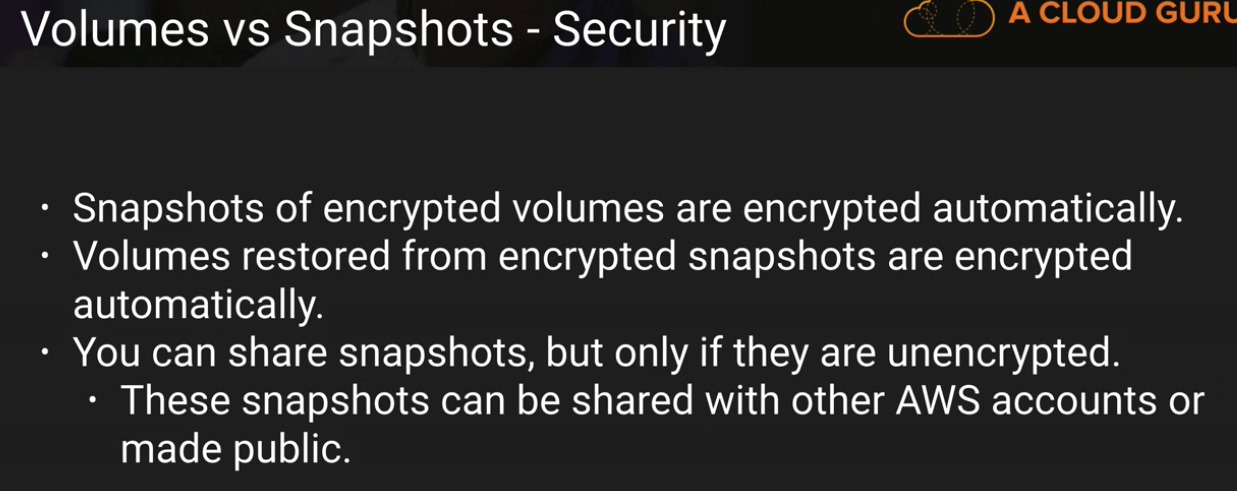 Volumes vs Snapshots - Security
A CLOUD GURU
· Snapshots of encrypted volumes are encrypted automatically.
· Volumes restored from encrypted snapshots are encrypted
automatically.
· You can share snapshots, but only if they are unencrypted.
· These snapshots can be shared with other AWS accounts or
made public.